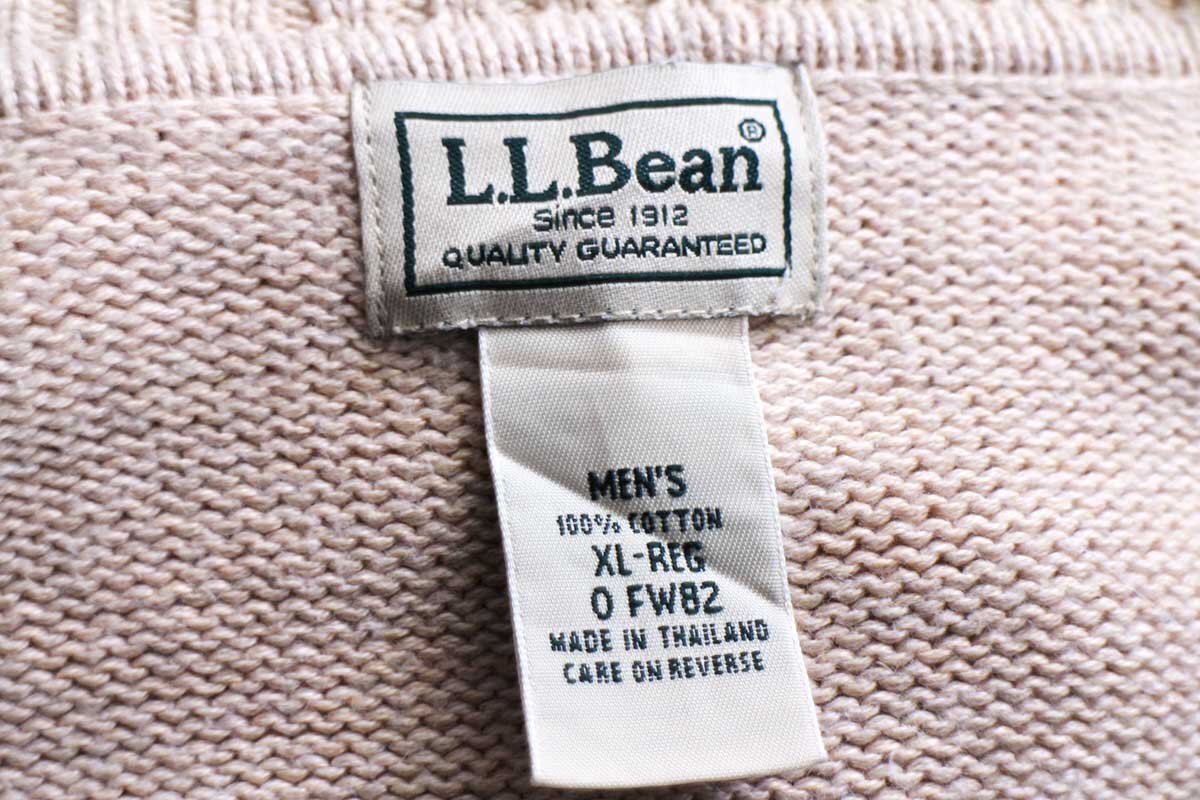 L.L.Bean®
Since 1912
QUALITY GUARANTEED
MEN'S
100% COTTON
XL-REG
0 FW82
MADE IN THAILAND
CARE ON REVERSE